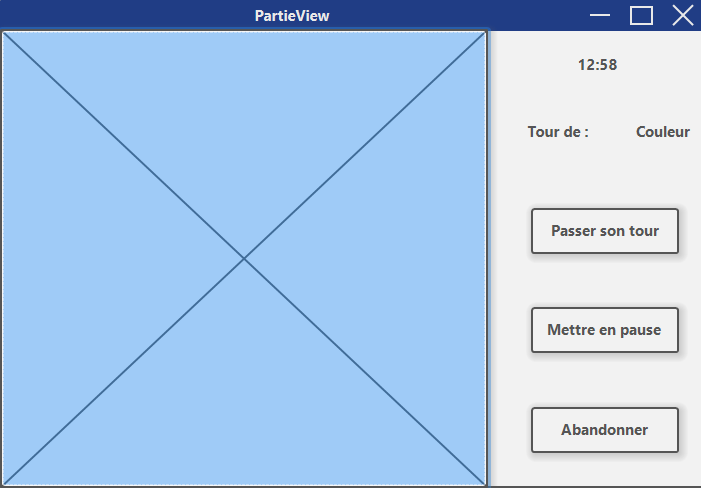 PartieView
12:58
Tour de : Couleur
Passer son tour
Mettre en pause
Abandonner